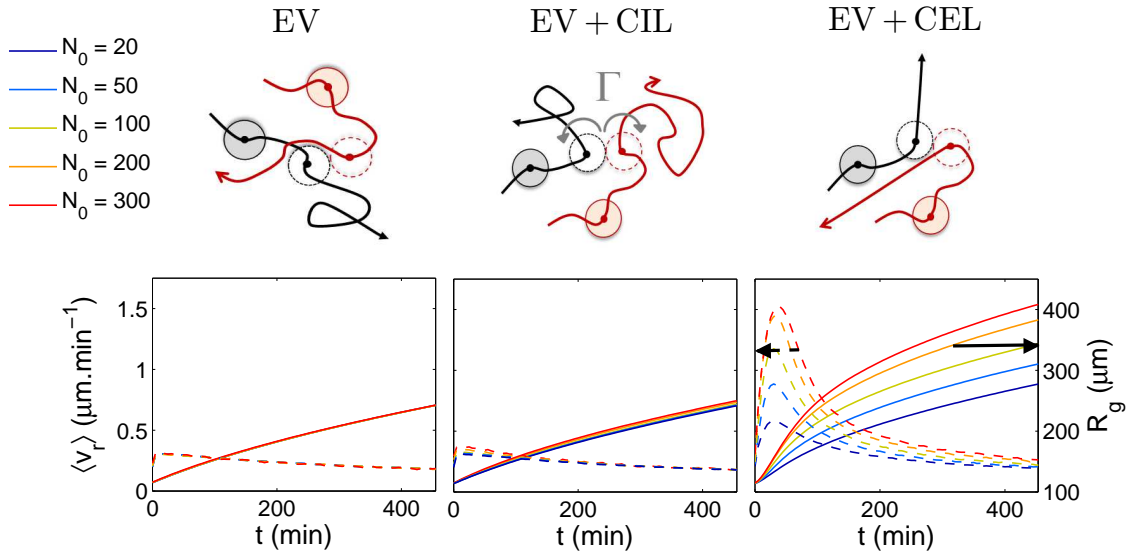 EV
EV + CIL
EV + CEL
N₀ = 20
N₀ = 50
N₀ = 100
N₀ = 200
N₀ = 300
Γ
⟨v_r⟩ (μm.min⁻¹)
1.5
1
0.5
0
0 200 400
t (min)
0 200 400
t (min)
0 200 400
t (min)
400
300
200
100
R_g (μm)